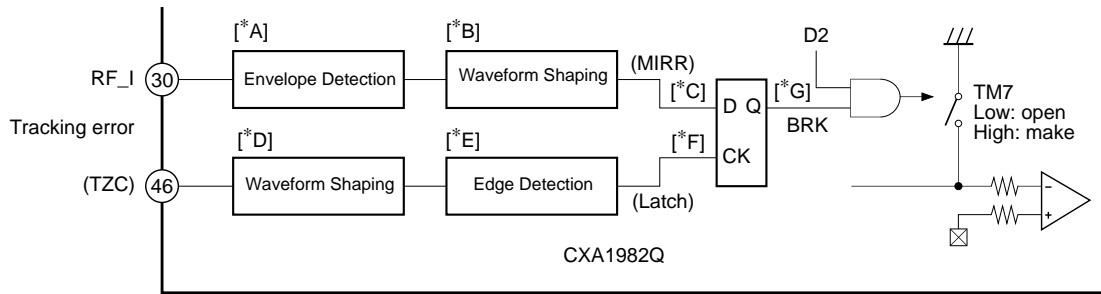 [*A]
[*B]
D2
RF_I
30
Envelope Detection
Waveform Shaping
(MIRR)
[*C]
D Q
[*G]
BRK
TM7
Low: open
High: make
Tracking error
[*D]
[*E]
[*F]
CK
(TZC)
46
Waveform Shaping
Edge Detection
(Latch)
−
+
CXA1982Q